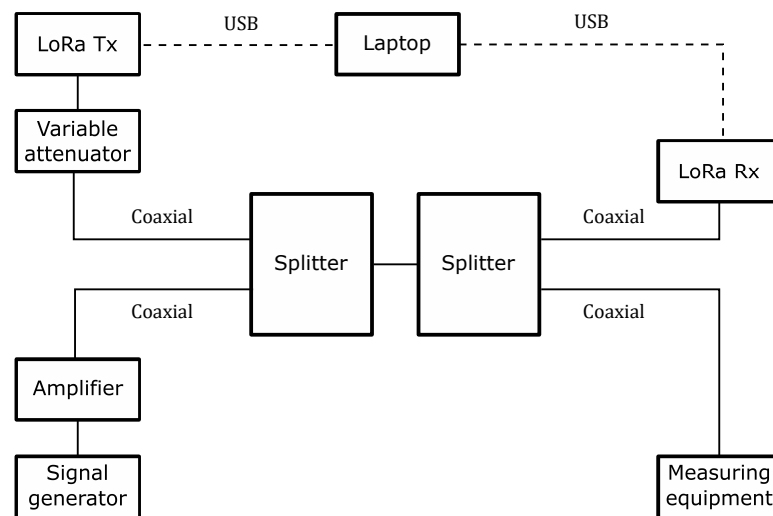 LoRa Tx
USB
Laptop
USB
Variable
attenuator
LoRa Rx
Coaxial
Coaxial
Splitter
Splitter
Coaxial
Coaxial
Amplifier
Signal
generator
Measuring
equipment